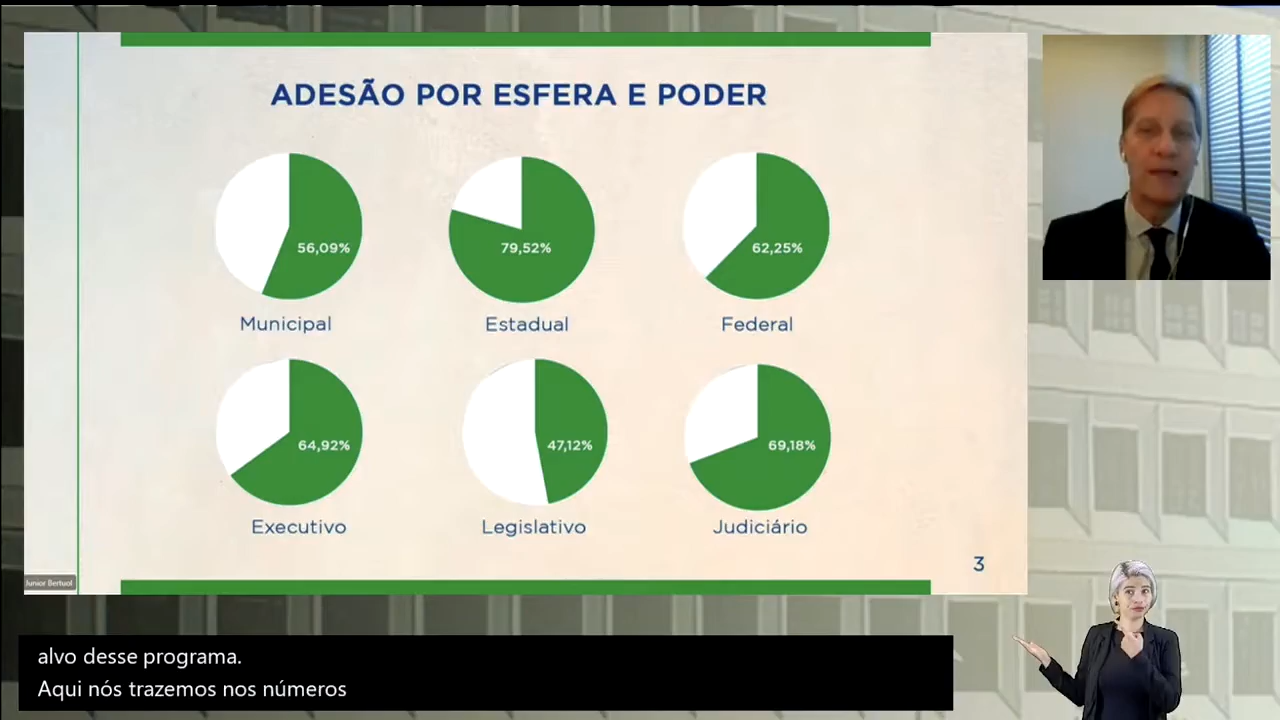 ADESÃO POR ESFERA E PODER
56,09%
79,52%
62,25%
Municipal
Estadual
Federal
64,92%
47,12%
69,18%
Executivo
Legislativo
Judiciário
3
Junior Bertuol
alvo desse programa.
Aqui nós trazemos nos números